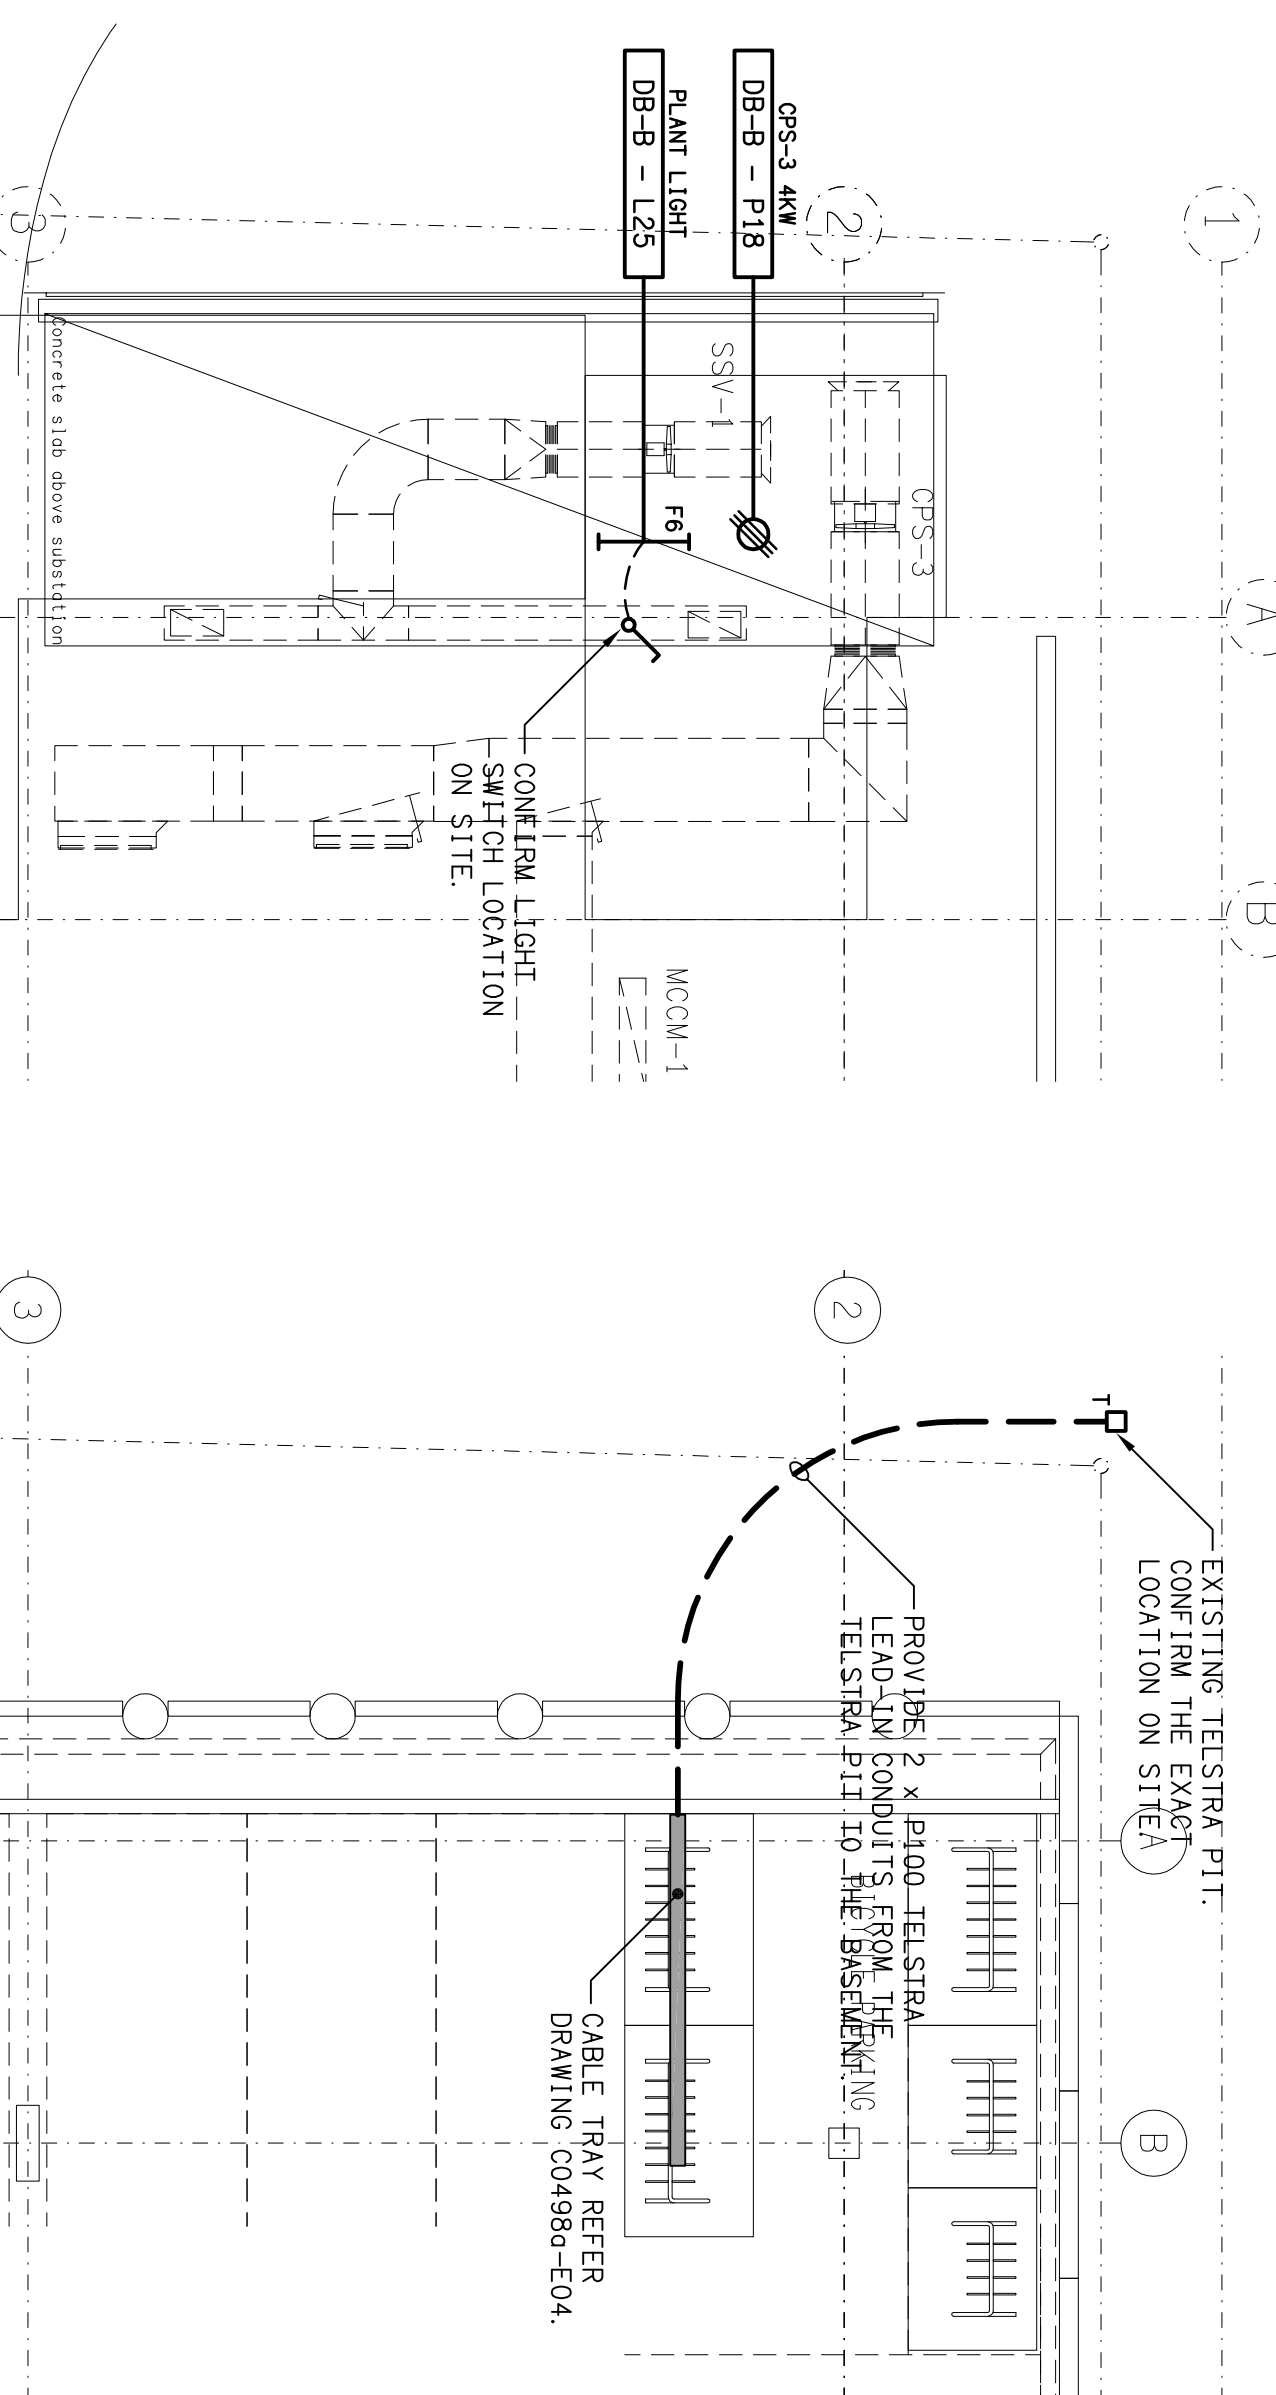 CPS-3 4KW
DB-B - P18
PLANT LIGHT
DB-B - L25
1
2
3
A
B
SSV-1
CPS-3
F6
Concrete slab above substation
CONFIRM LIGHT
SWITCH LOCATION
ON SITE.
MCCM-1
2
3
T
EXISTING TELSTRA PIT.
CONFIRM THE EXACT
LOCATION ON SITE.
A
B
PROVIDE 2 x P100 TELSTRA
LEAD-IN CONDUITS FROM THE
TELSTRA PIT TO THE BASEMENT.
BICYCLE PARKING
CABLE TRAY REFER
DRAWING C0498a-E04.